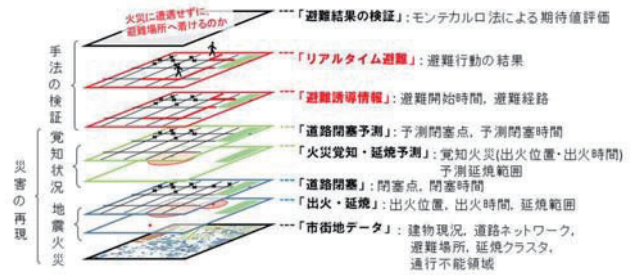 火災に遭遇せずに,
避難場所へ着けるのか
「避難結果の検証」: モンテカルロ法による期待値評価
「リアルタイム避難」: 避難行動の結果
「避難誘導情報」: 避難開始時間, 避難経路
「道路閉塞予測」: 予測閉塞点, 予測閉塞時間
「火災覚知・延焼予測」: 覚知火災(出火位置・出火時間)
予測延焼範囲
「道路閉塞」: 閉塞点, 閉塞時間
「出火・延焼」: 出火位置, 出火時間, 延焼範囲
「市街地データ」: 建物現況, 道路ネットワーク,
避難場所, 延焼クラスタ,
通行不能領域
手法の検証
覚知状況
地震火災
災害の再現